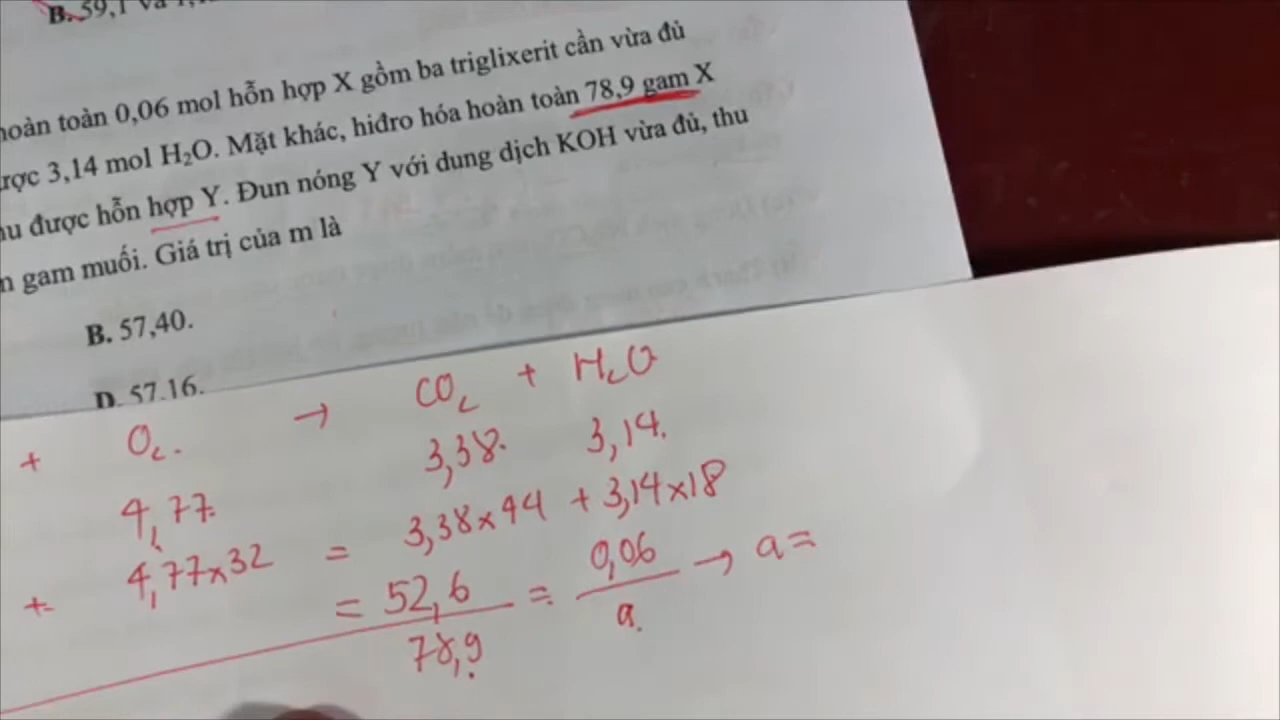 B. 59,1 và
hoàn toàn 0,06 mol hỗn hợp X gồm ba triglixerit cần vừa đủ
ược 3,14 mol H₂O. Mặt khác, hiđro hóa hoàn toàn 78,9 gam X
hu được hỗn hợp Y. Đun nóng Y với dung dịch KOH vừa đủ, thu
m gam muối. Giá trị của m là
B. 57,40.
D. 57.16.
+ O₂. → CO₂ + H₂O
4,77. 3,38. 3,14.
+ 4,77x32 = 3,38x44 + 3,14x18
= 52,6/78,9 = 0,06/a → a =